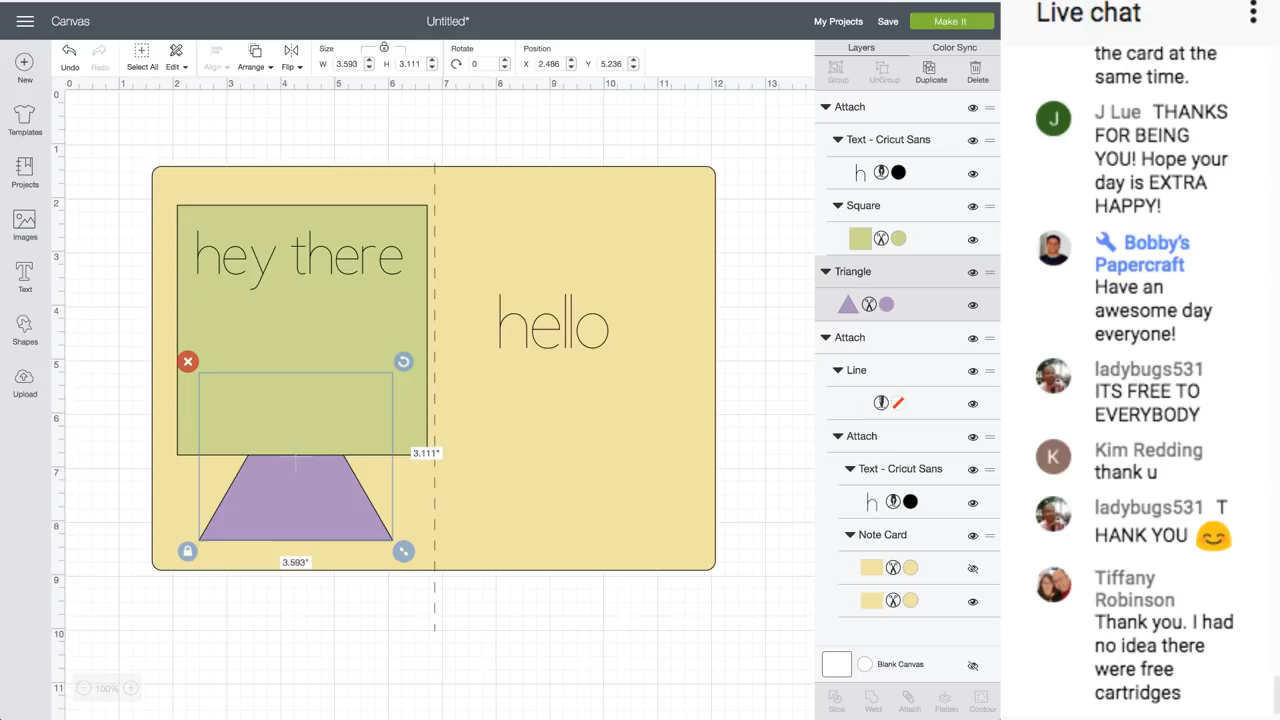 Canvas
Untitled*
My Projects
Save
Make It
Undo
Redo
Select All
Edit
Align
Arrange
Flip
Size
W 3.593
H 3.111
Rotate
0
Position
X 2.486
Y 5.236
Layers
Color Sync
Group
UnGroup
Duplicate
Delete
New
Templates
Projects
Images
Text
Shapes
Upload
0 1 2 3 4 5 6 7 8 9 10 11 12 13
0
1
2
3
4
5
6
7
8
9
10
11
hey there
hello
3.111"
3.593"
100%
Attach
Text - Cricut Sans
h
Square
Triangle
Attach
Line
Attach
Text - Cricut Sans
h
Note Card
Blank Canvas
Slice
Weld
Attach
Flatten
Contour
Live chat
the card at the
same time.
J
J Lue THANKS
FOR BEING
YOU! Hope your
day is EXTRA
HAPPY!
Bobby's
Papercraft
Have an
awesome day
everyone!
ladybugs531
ITS FREE TO
EVERYBODY
K
Kim Redding
thank u
ladybugs531 T
HANK YOU 😊
Tiffany
Robinson
Thank you. I had
no idea there
were free
cartridges